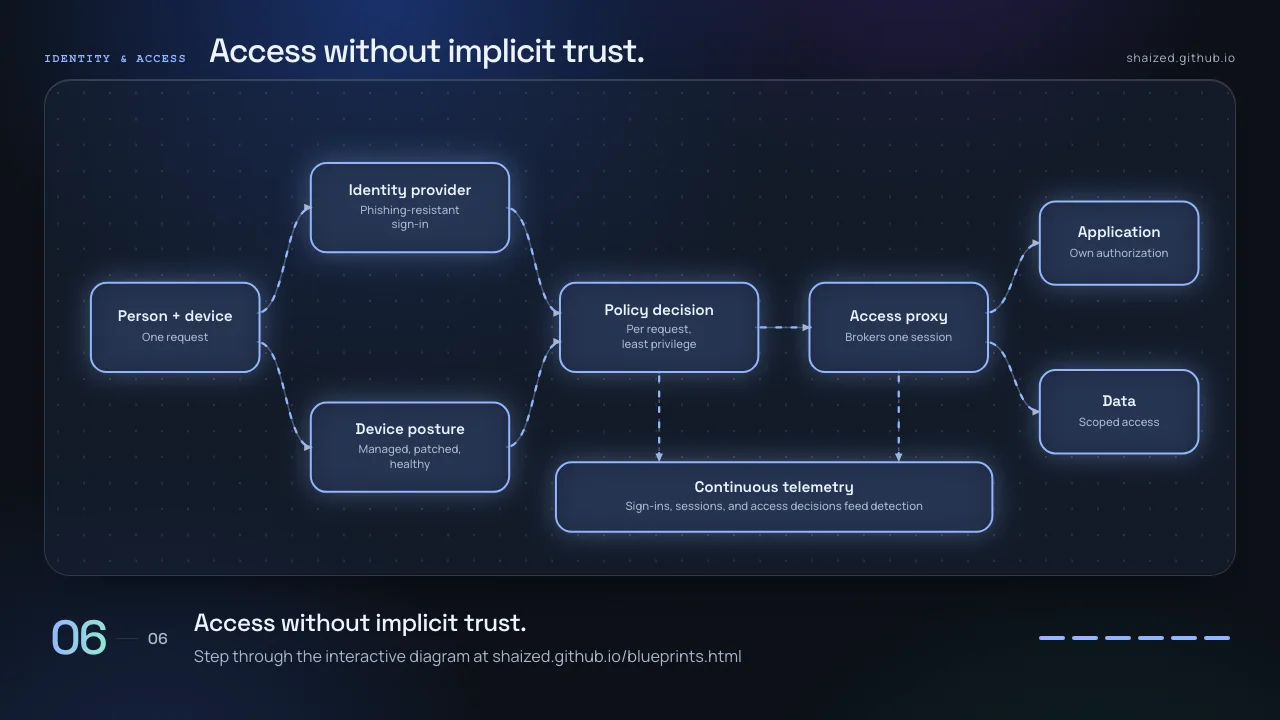 IDENTITY & ACCESS
Access without implicit trust.
shaized.github.io
Identity provider
Phishing-resistant
sign-in
Application
Own authorization
Person + device
One request
Policy decision
Per request,
least privilege
Access proxy
Brokers one session
Data
Scoped access
Device posture
Managed, patched,
healthy
Continuous telemetry
Sign-ins, sessions, and access decisions feed detection
06 — 06
Access without implicit trust.
Step through the interactive diagram at shaized.github.io/blueprints.html